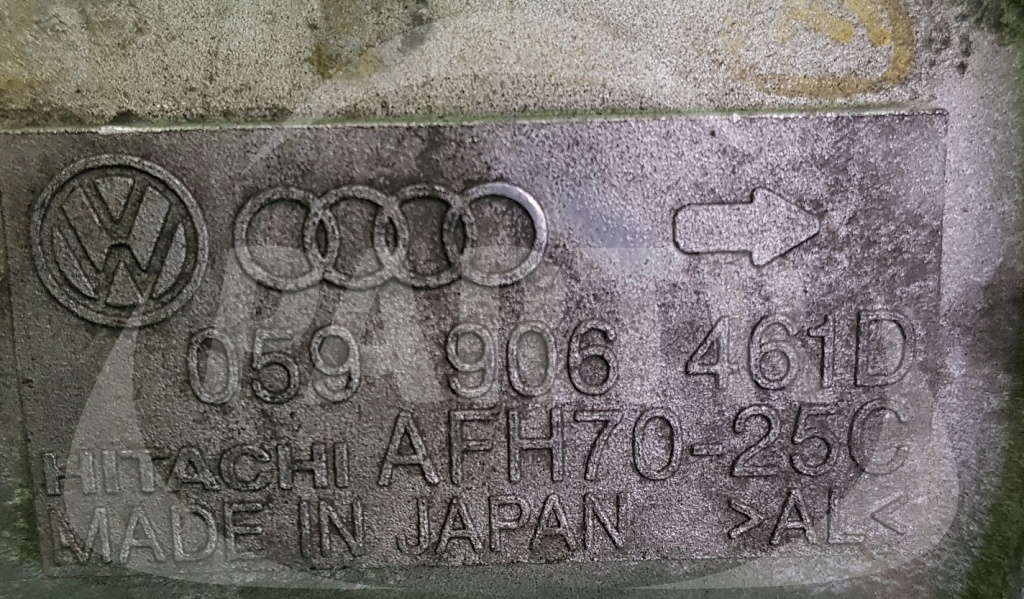 059 906 461D
HITACHI AFH70-25C
MADE IN JAPAN >AL<